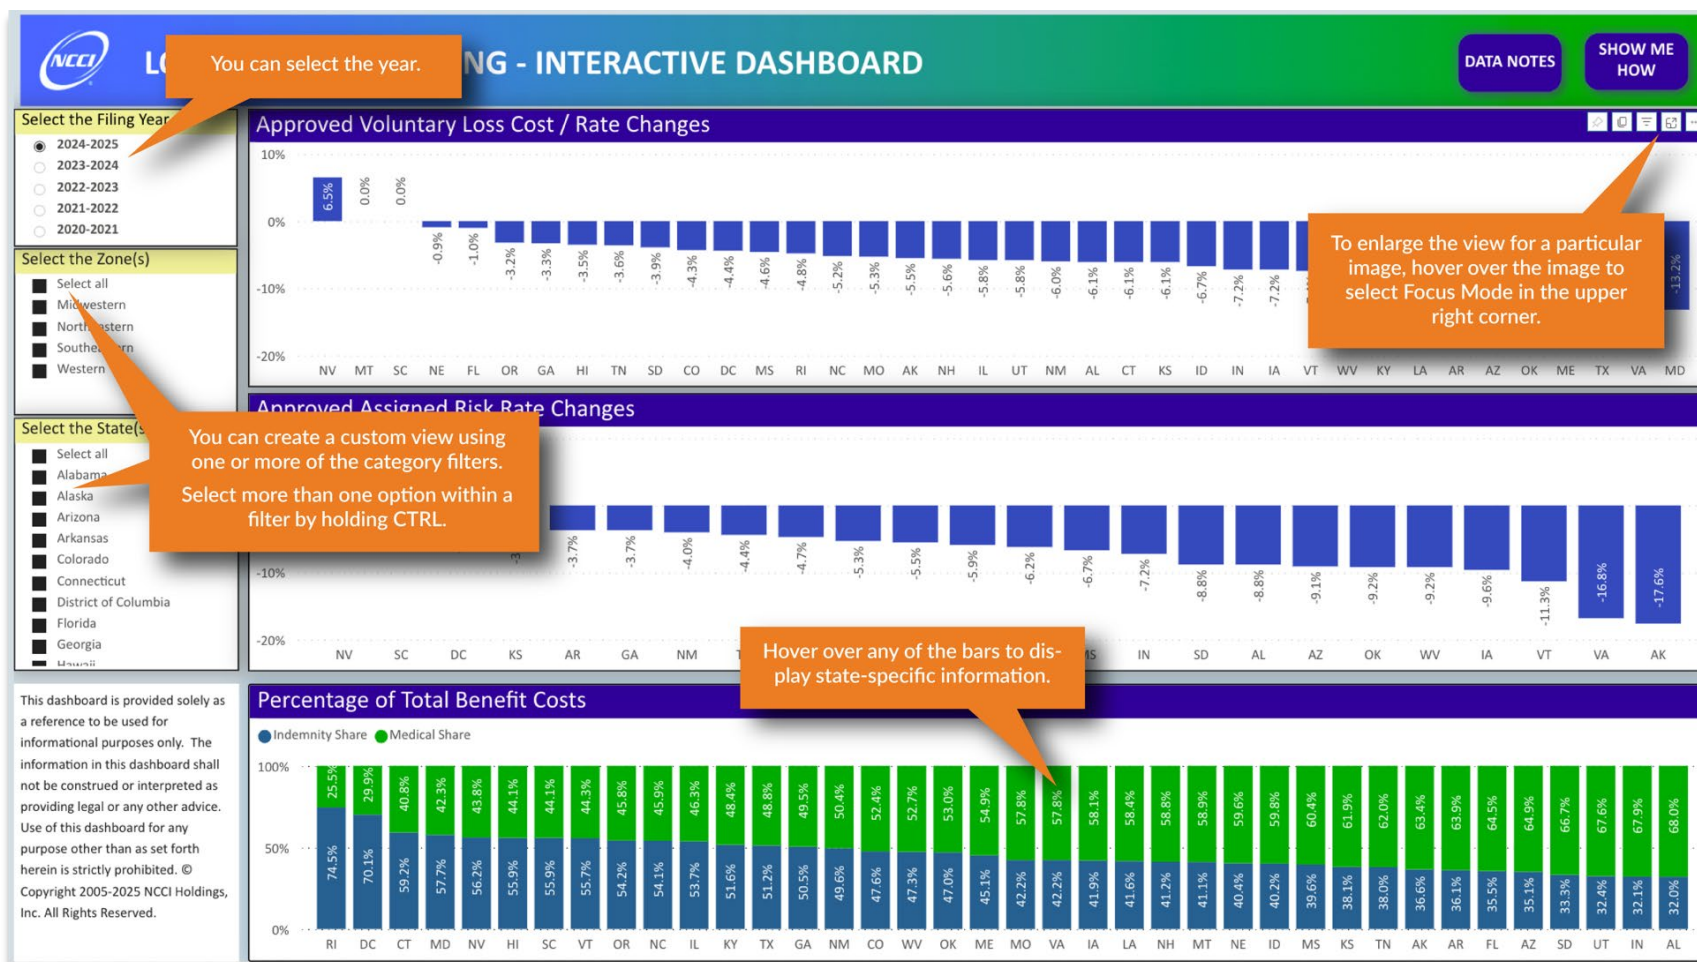 NCCI
NG - INTERACTIVE DASHBOARD
DATA NOTES
SHOW ME
HOW
You can select the year.
Select the Filing Year
2024-2025
2023-2024
2022-2023
2021-2022
2020-2021
Select the Zone(s)
Select all
Midwestern
Northeastern
Southeastern
Western
Select the State(s
Select all
Alabama
Alaska
Arizona
Arkansas
Colorado
Connecticut
District of Columbia
Florida
Georgia
Hawaii
You can create a custom view using
one or more of the category filters.
Select more than one option within a
filter by holding CTRL.
This dashboard is provided solely as
a reference to be used for
informational purposes only. The
information in this dashboard shall
not be construed or interpreted as
providing legal or any other advice.
Use of this dashboard for any
purpose other than as set forth
herein is strictly prohibited. ©
Copyright 2005-2025 NCCI Holdings,
Inc. All Rights Reserved.
Approved Voluntary Loss Cost / Rate Changes
10%
0%
-10%
-20%
6.5% 0.0% 0.0% -0.9% -1.0% -3.2% -3.3% -3.5% -3.6% -3.9% -4.3% -4.4% -4.6% -4.8% -5.2% -5.3% -5.5% -5.6% -5.8% -5.8% -6.0% -6.1% -6.1% -6.1% -6.7% -7.2% -7.2% -13.2%
NV MT SC NE FL OR GA HI TN SD CO DC MS RI NC MO AK NH IL UT NM AL CT KS ID IN IA VT WV KY LA AR AZ OK ME TX VA MD
To enlarge the view for a particular
image, hover over the image to
select Focus Mode in the upper
right corner.
Approved Assigned Risk Rate Changes
-10%
-20%
-3.7% -3.7% -4.0% -4.4% -4.7% -5.3% -5.5% -5.9% -6.2% -6.7% -7.2% -8.8% -8.8% -9.1% -9.2% -9.2% -9.6% -11.3% -16.8% -17.6%
NV SC DC KS AR GA NM MS IN SD AL AZ OK WV IA VT VA AK
Hover over any of the bars to dis-
play state-specific information.
Percentage of Total Benefit Costs
Indemnity Share Medical Share
100%
50%
0%
25.5% 29.9% 40.8% 42.3% 43.8% 44.1% 44.1% 44.3% 45.8% 45.9% 46.3% 48.4% 48.8% 49.5% 50.4% 52.4% 52.7% 53.0% 54.9% 57.8% 57.8% 58.1% 58.4% 58.8% 58.9% 59.6% 59.8% 60.4% 61.9% 62.0% 63.4% 63.9% 64.5% 64.9% 66.7% 67.6% 67.9% 68.0%
74.5% 70.1% 59.2% 57.7% 56.2% 55.9% 55.9% 55.7% 54.2% 54.1% 53.7% 51.6% 51.2% 50.5% 49.6% 47.6% 47.3% 47.0% 45.1% 42.2% 42.2% 41.9% 41.6% 41.2% 41.1% 40.4% 40.2% 39.6% 38.1% 38.0% 36.6% 36.1% 35.5% 35.1% 33.3% 32.4% 32.1% 32.0%
RI DC CT MD NV HI SC VT OR NC IL KY TX GA NM CO WV OK ME MO VA IA LA NH MT NE ID MS KS TN AK AR FL AZ SD UT IN AL